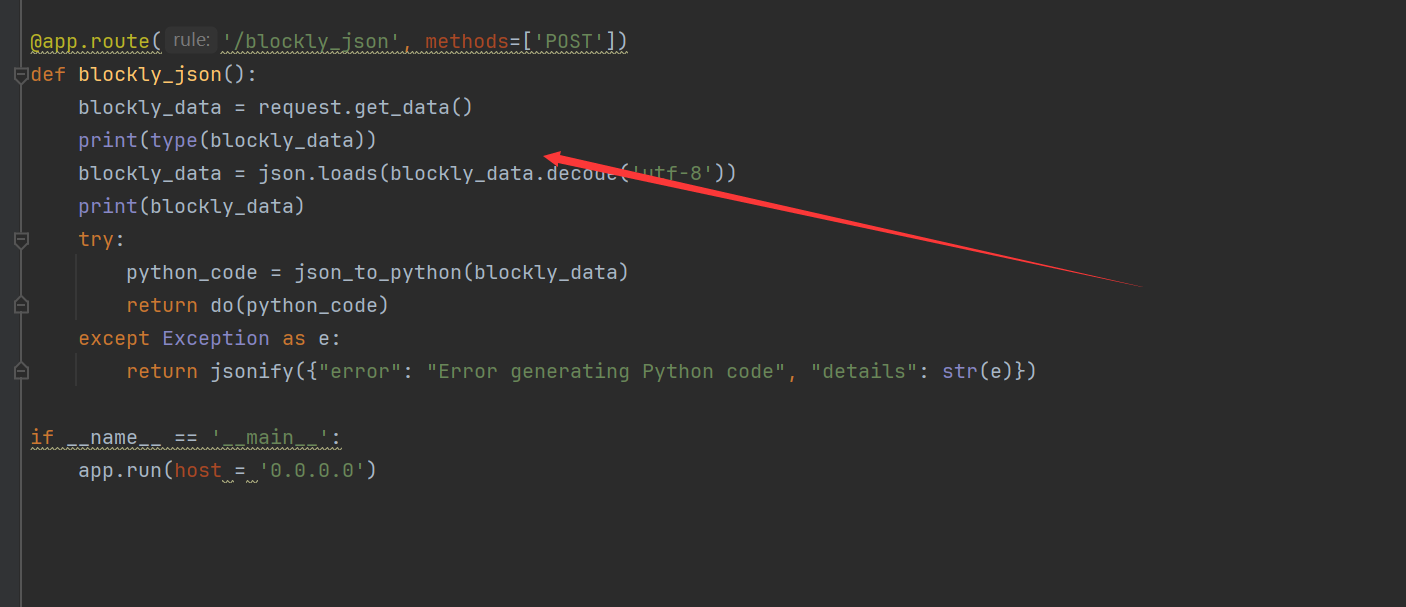 @app.route( rule: '/blockly_json', methods=['POST'])
def blockly_json():
    blockly_data = request.get_data()
    print(type(blockly_data))
    blockly_data = json.loads(blockly_data.decode('utf-8'))
    print(blockly_data)
    try:
        python_code = json_to_python(blockly_data)
        return do(python_code)
    except Exception as e:
        return jsonify({"error": "Error generating Python code", "details": str(e)})
if __name__ == '__main__':
    app.run(host = '0.0.0.0')